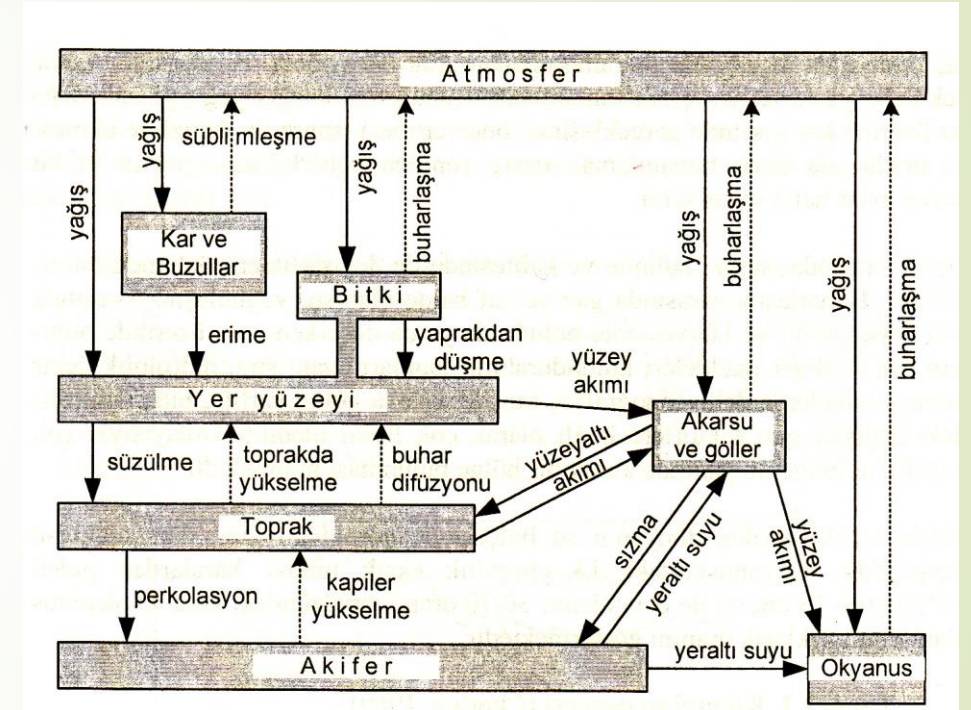 Atmosfer
yağış
yağış
süblimleşme
yağış
buharlaşma
yağış
buharlaşma
yağış
buharlaşma
Kar ve
Buzullar
Bitki
erime
yaprakdan
düşme
yüzey
akımı
Yer yüzeyi
Akarsu
ve göller
süzülme
toprakda
yükselme
buhar
difüzyonu
yüzeyaltı
akımı
Toprak
sızma
yeraltı suyu
yüzey
akımı
perkolasyon
kapiler
yükselme
Akifer
yeraltı suyu
Okyanus